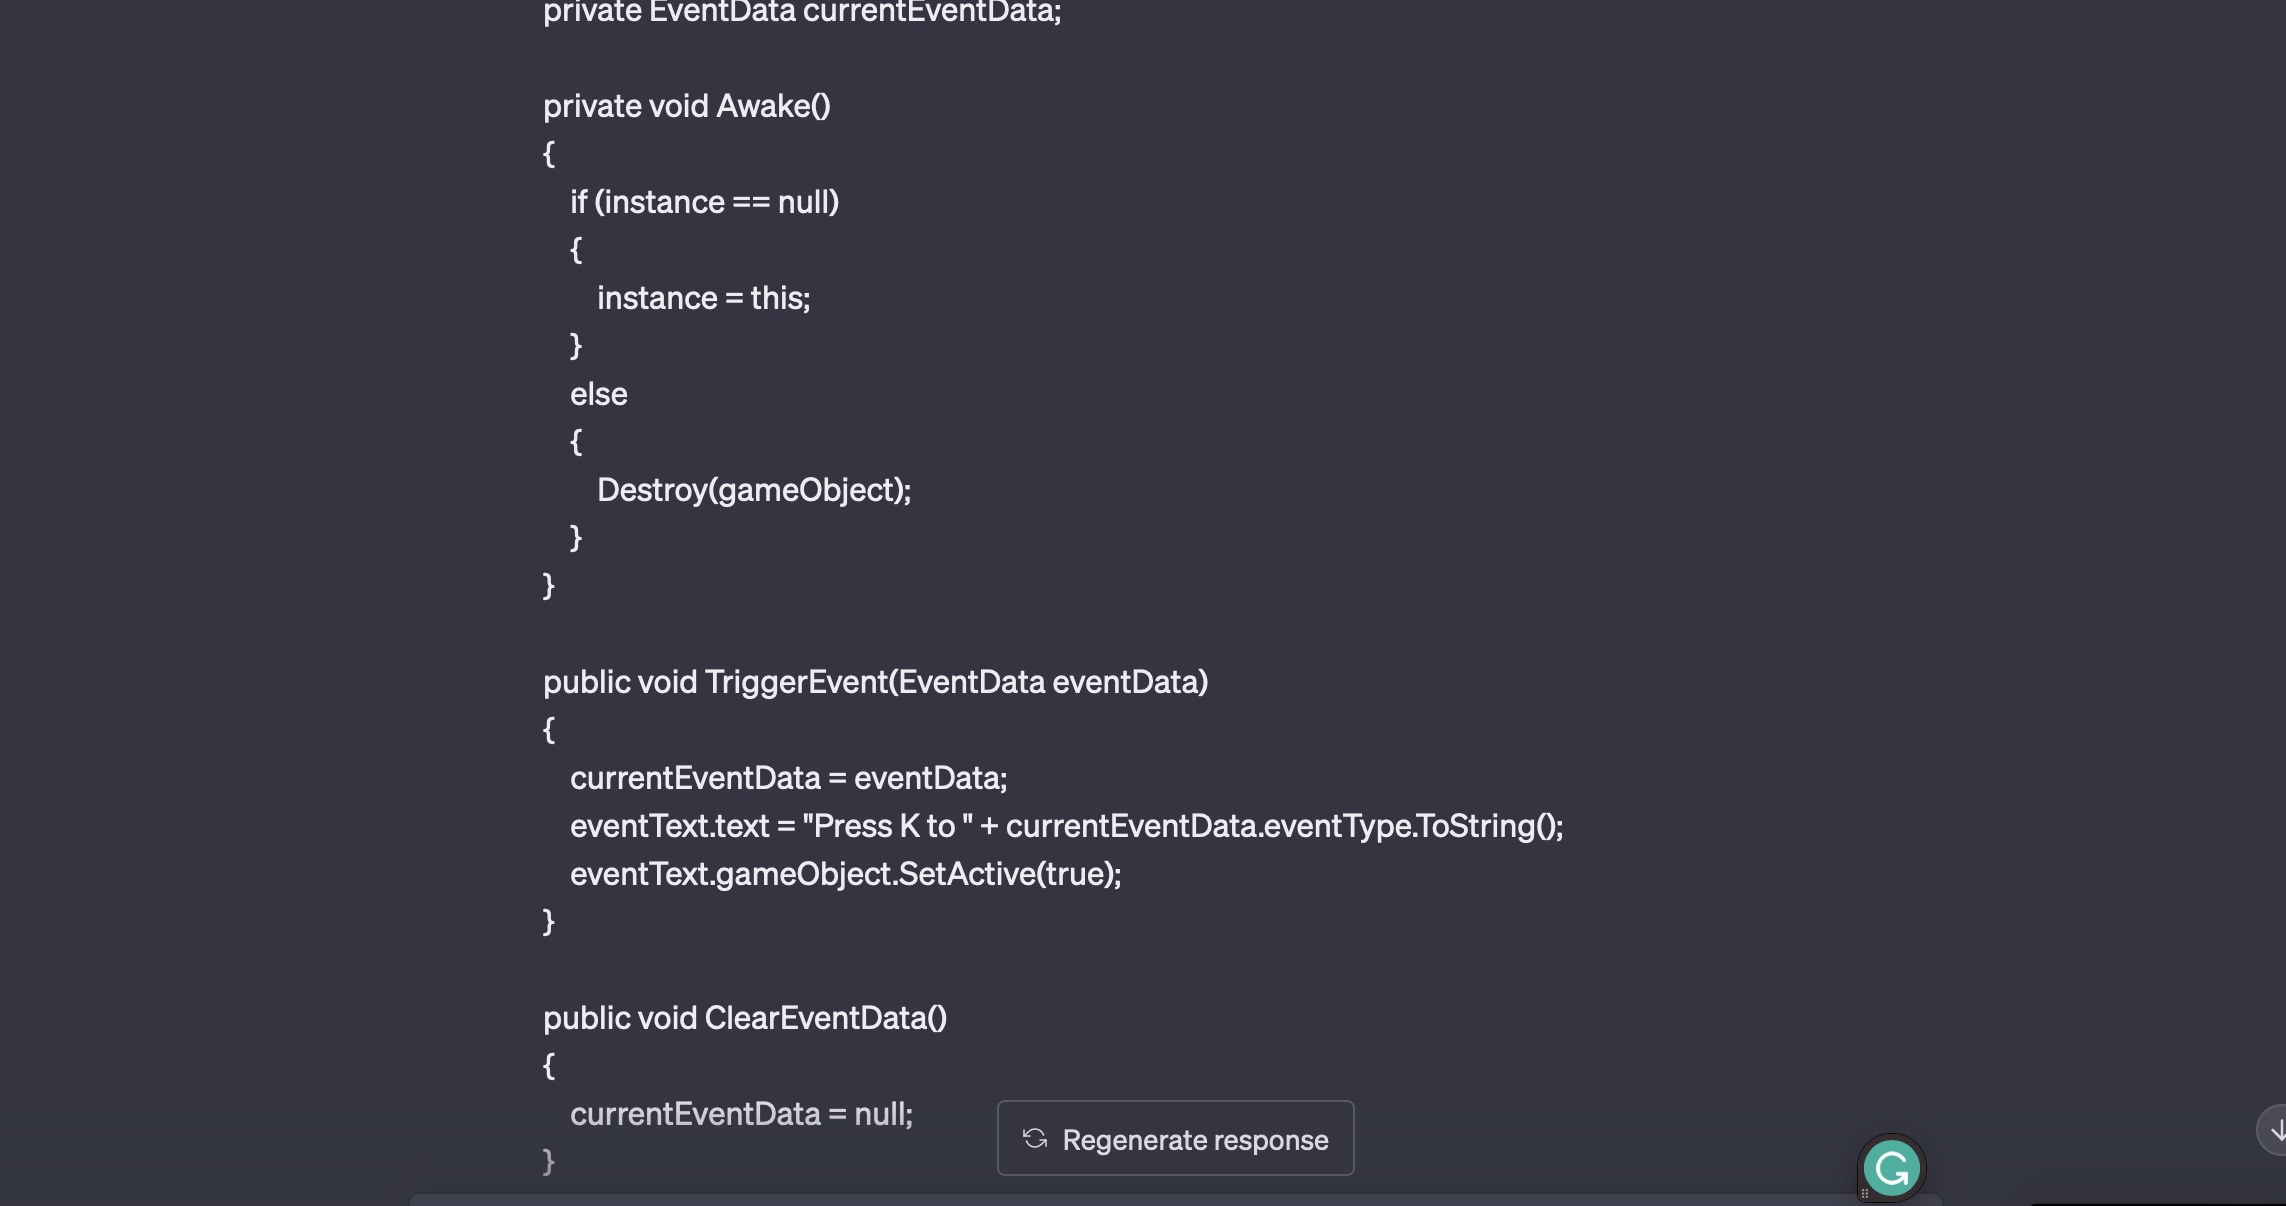 private EventData currentEventData;
private void Awake()
{
if (instance == null)
{
instance = this;
}
else
{
Destroy(gameObject);
}
}
public void TriggerEvent(EventData eventData)
{
currentEventData = eventData;
eventText.text = "Press K to " + currentEventData.eventType.ToString();
eventText.gameObject.SetActive(true);
}
public void ClearEventData()
{
currentEventData = null;
}
Regenerate response